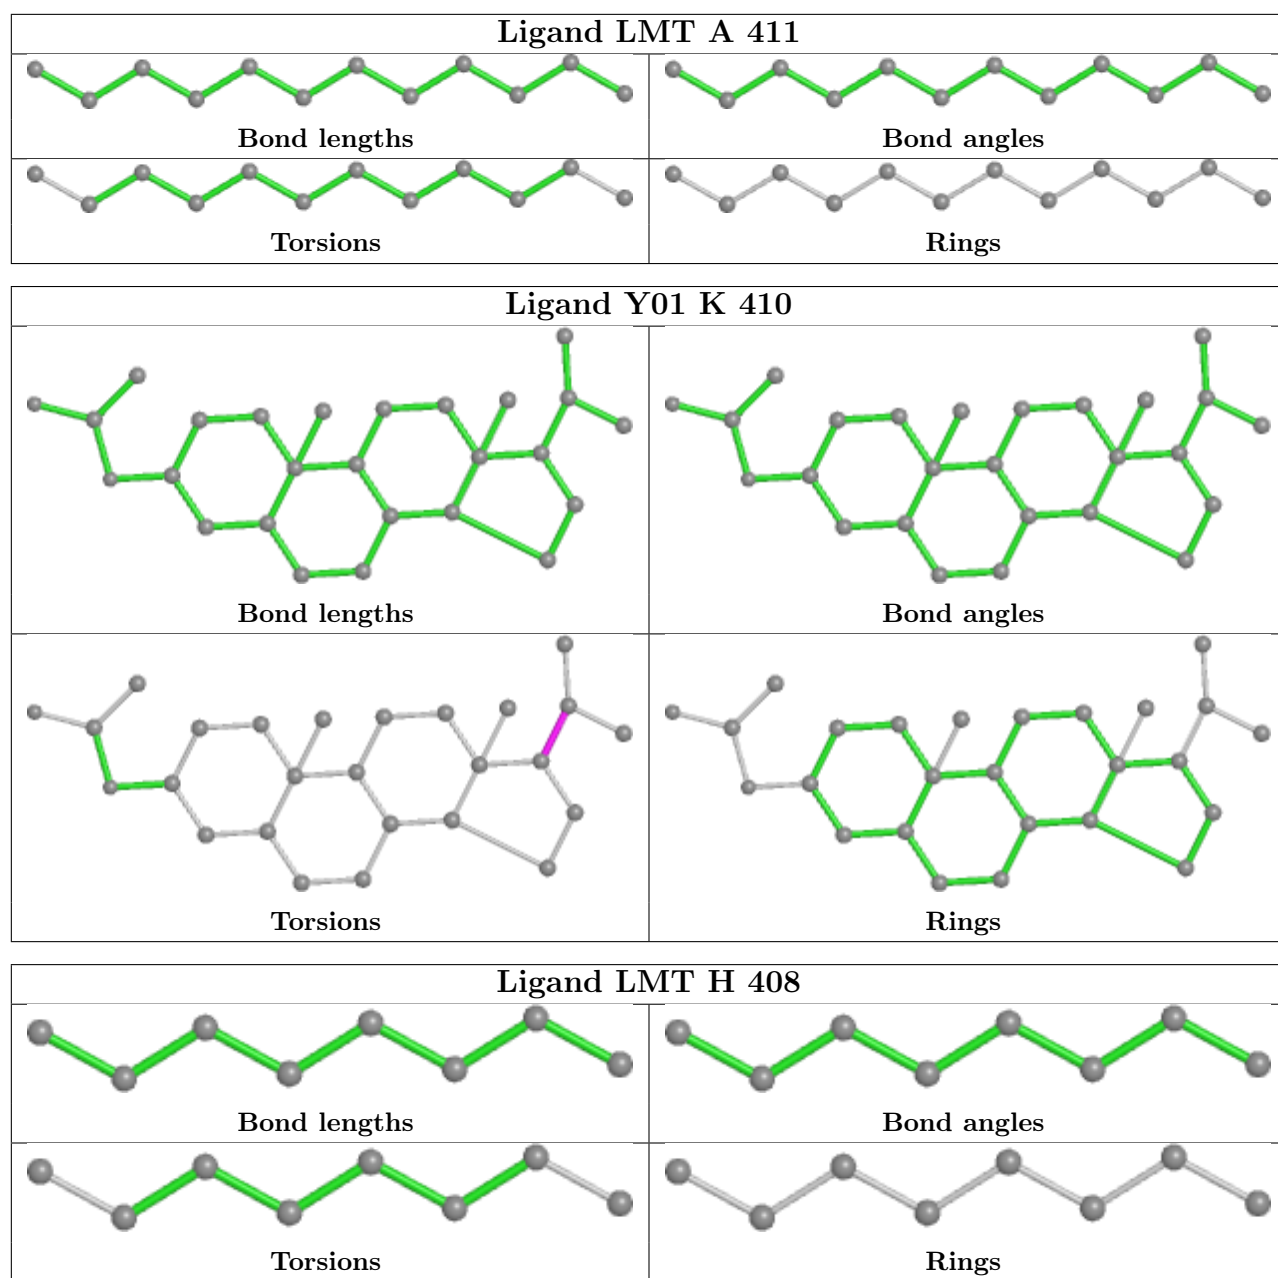 Ligand LMT A 411
Bond lengths Bond angles
Torsions Rings
Ligand Y01 K 410
Bond lengths Bond angles
Torsions Rings
Ligand LMT H 408
Bond lengths Bond angles
Torsions Rings